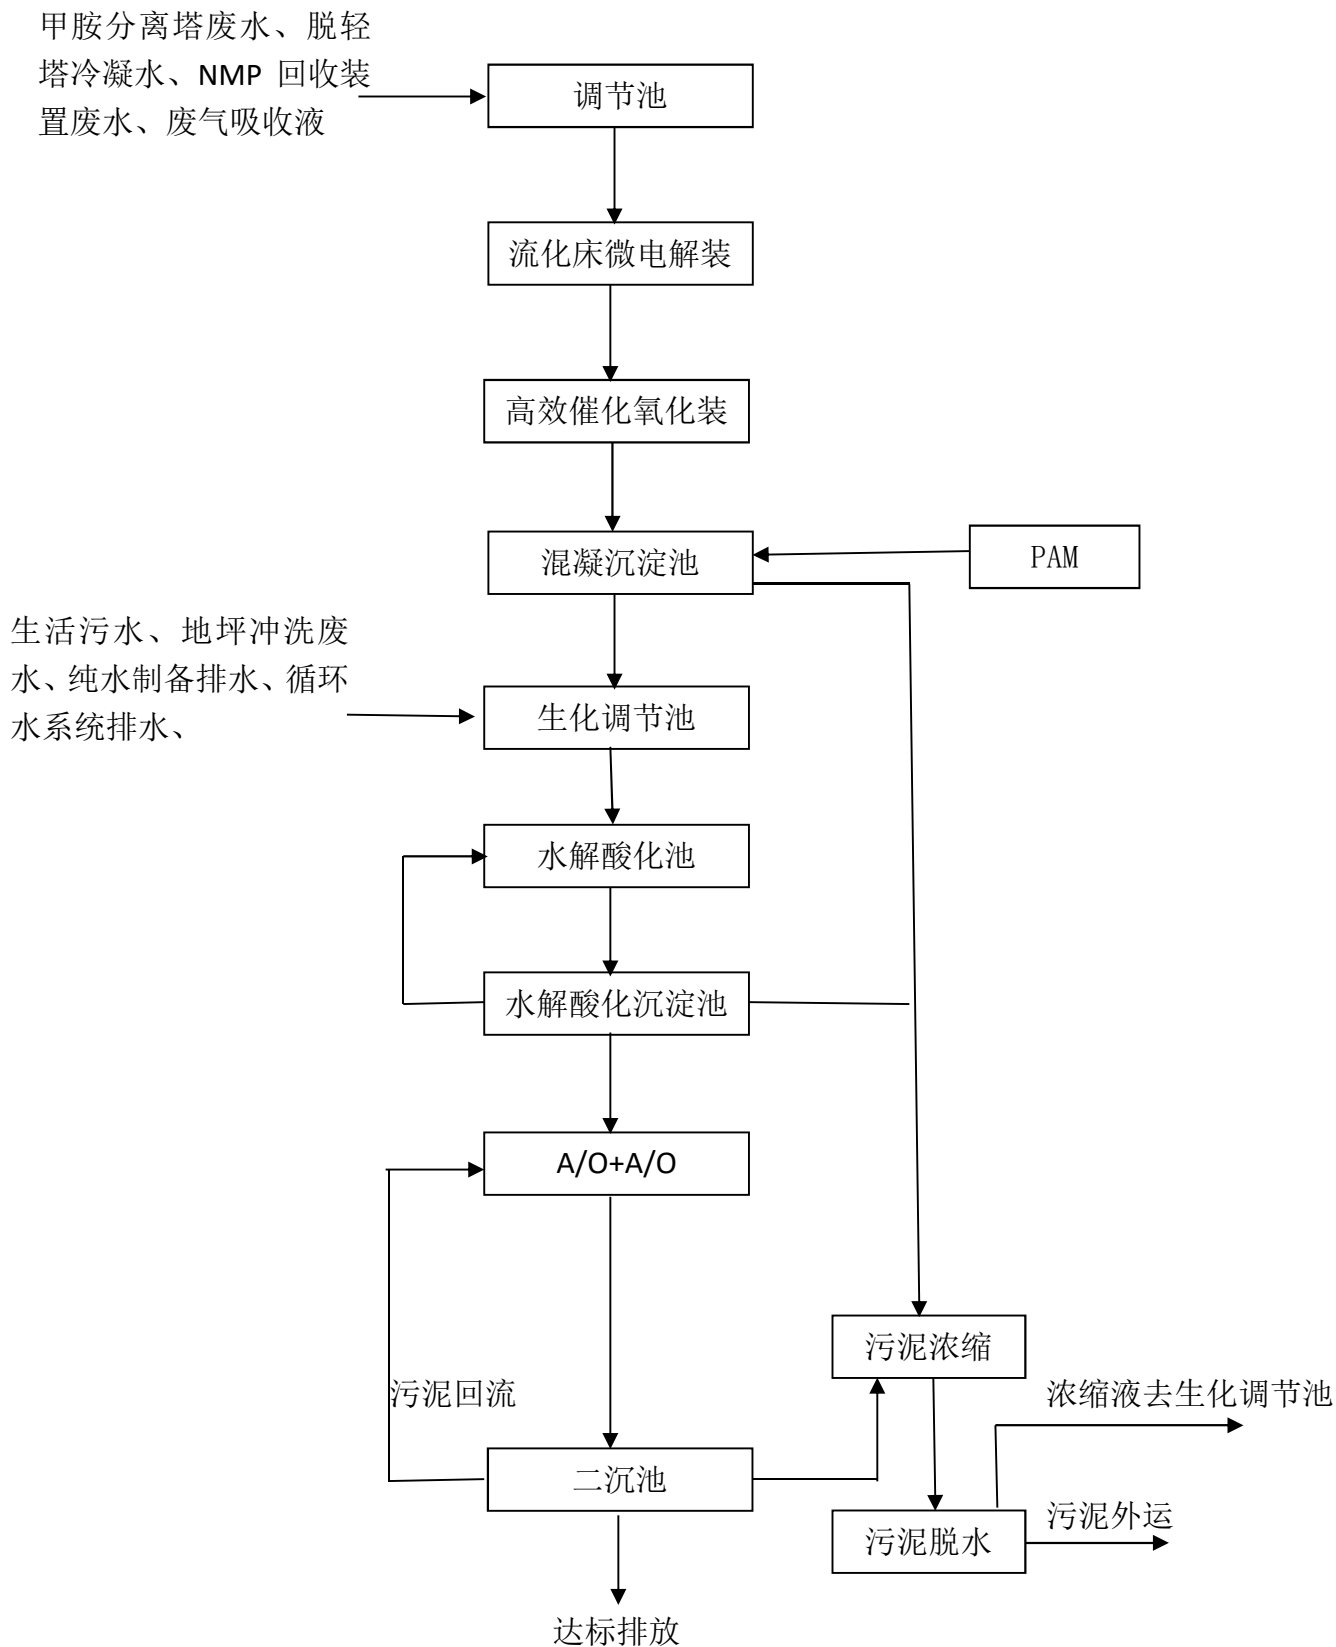 甲胺分离塔废水、脱轻
塔冷凝水、NMP 回收装
置废水、废气吸收液
调节池
流化床微电解装
高效催化氧化装
混凝沉淀池
PAM
生活污水、地坪冲洗废
水、纯水制备排水、循环
水系统排水、
生化调节池
水解酸化池
水解酸化沉淀池
A/O+A/O
污泥浓缩
污泥回流
浓缩液去生化调节池
二沉池
污泥外运
污泥脱水
达标排放